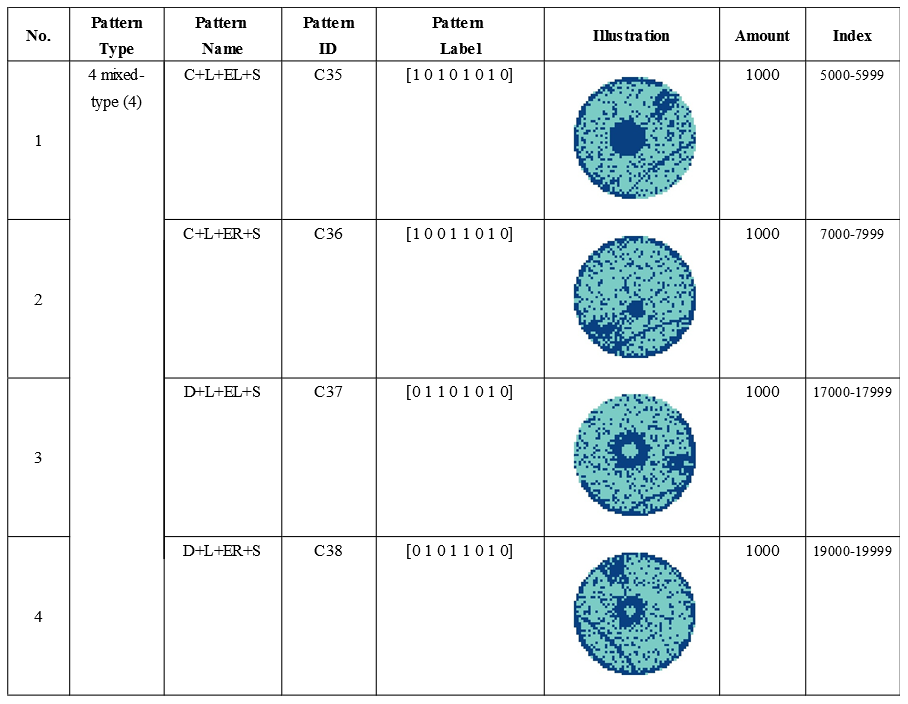 No. Pattern Type Pattern Name Pattern ID Pattern Label Illustration Amount Index
1 4 mixed-type (4) C+L+EL+S C35 [1 0 1 0 1 0 1 0] 1000 5000-5999
2 C+L+ER+S C36 [1 0 0 1 1 0 1 0] 1000 7000-7999
3 D+L+EL+S C37 [0 1 1 0 1 0 1 0] 1000 17000-17999
4 D+L+ER+S C38 [0 1 0 1 1 0 1 0] 1000 19000-19999